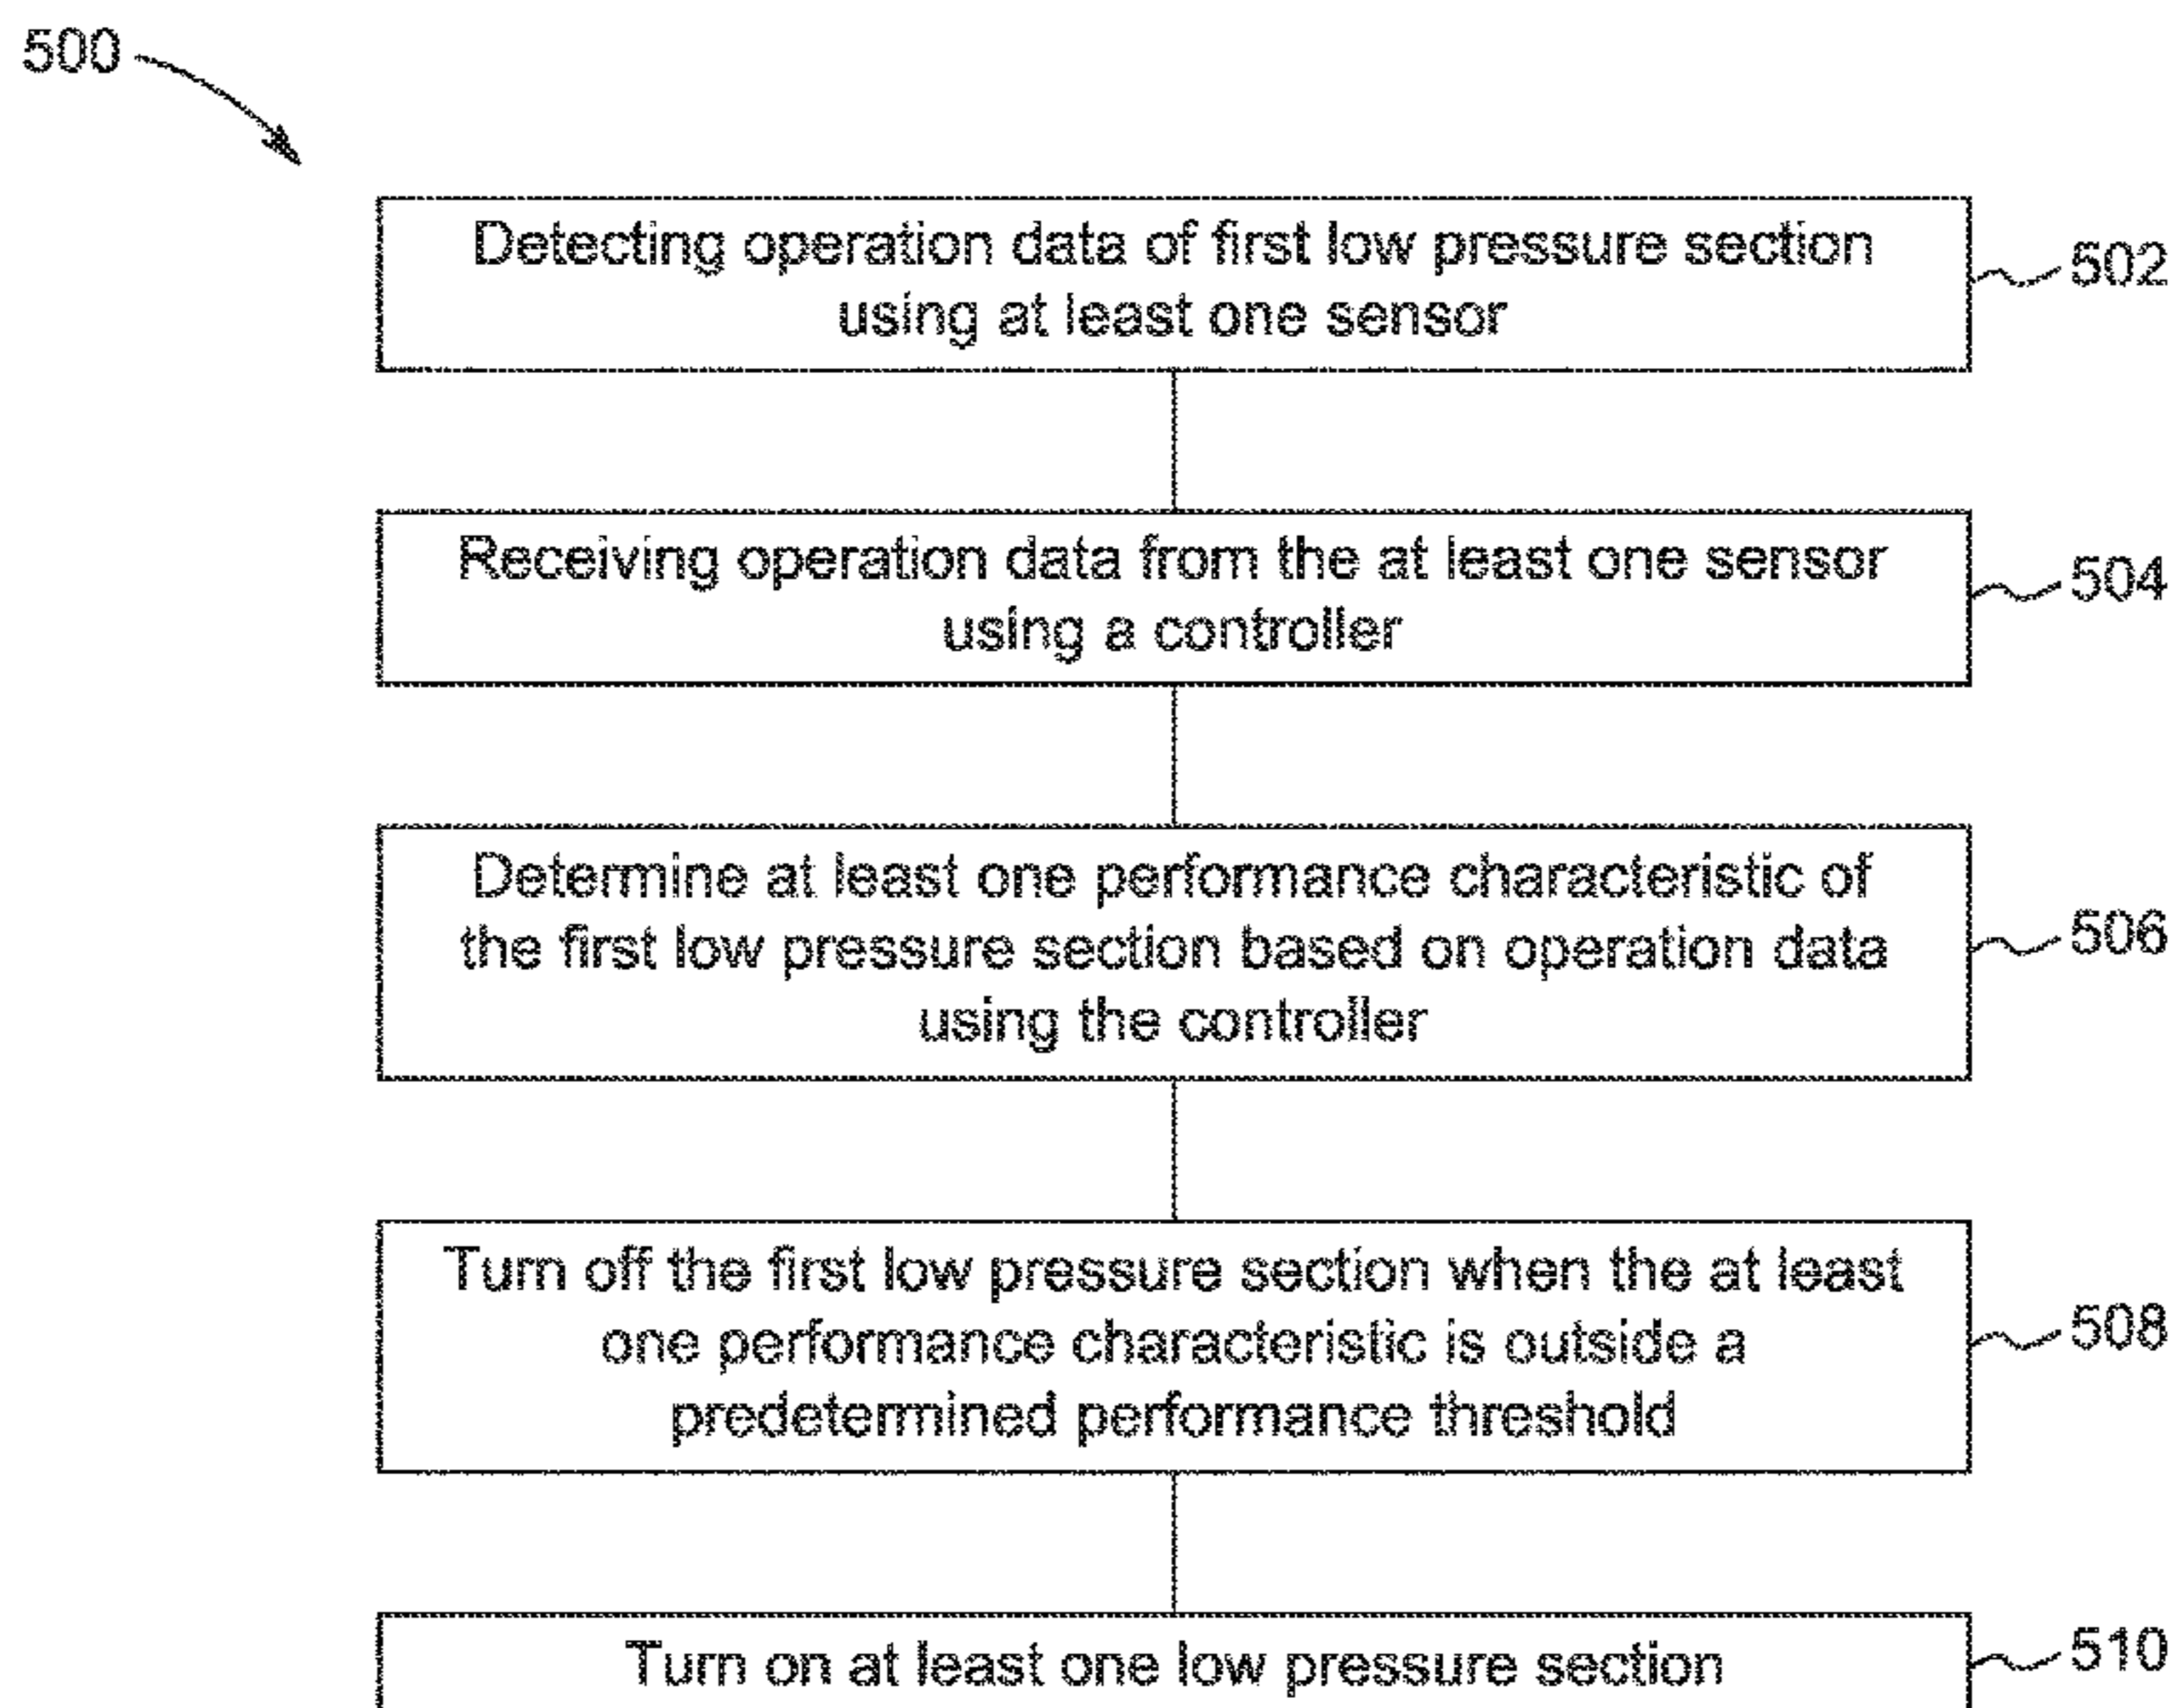 500
Detecting operation data of first low pressure section
using at least one sensor
502
Receiving operation data from the at least one sensor
using a controller
504
Determine at least one performance characteristic of
the first low pressure section based on operation data
using the controller
506
Turn off the first low pressure section when the at least
one performance characteristic is outside a
predetermined performance threshold
508
Turn on at least one low pressure section
510